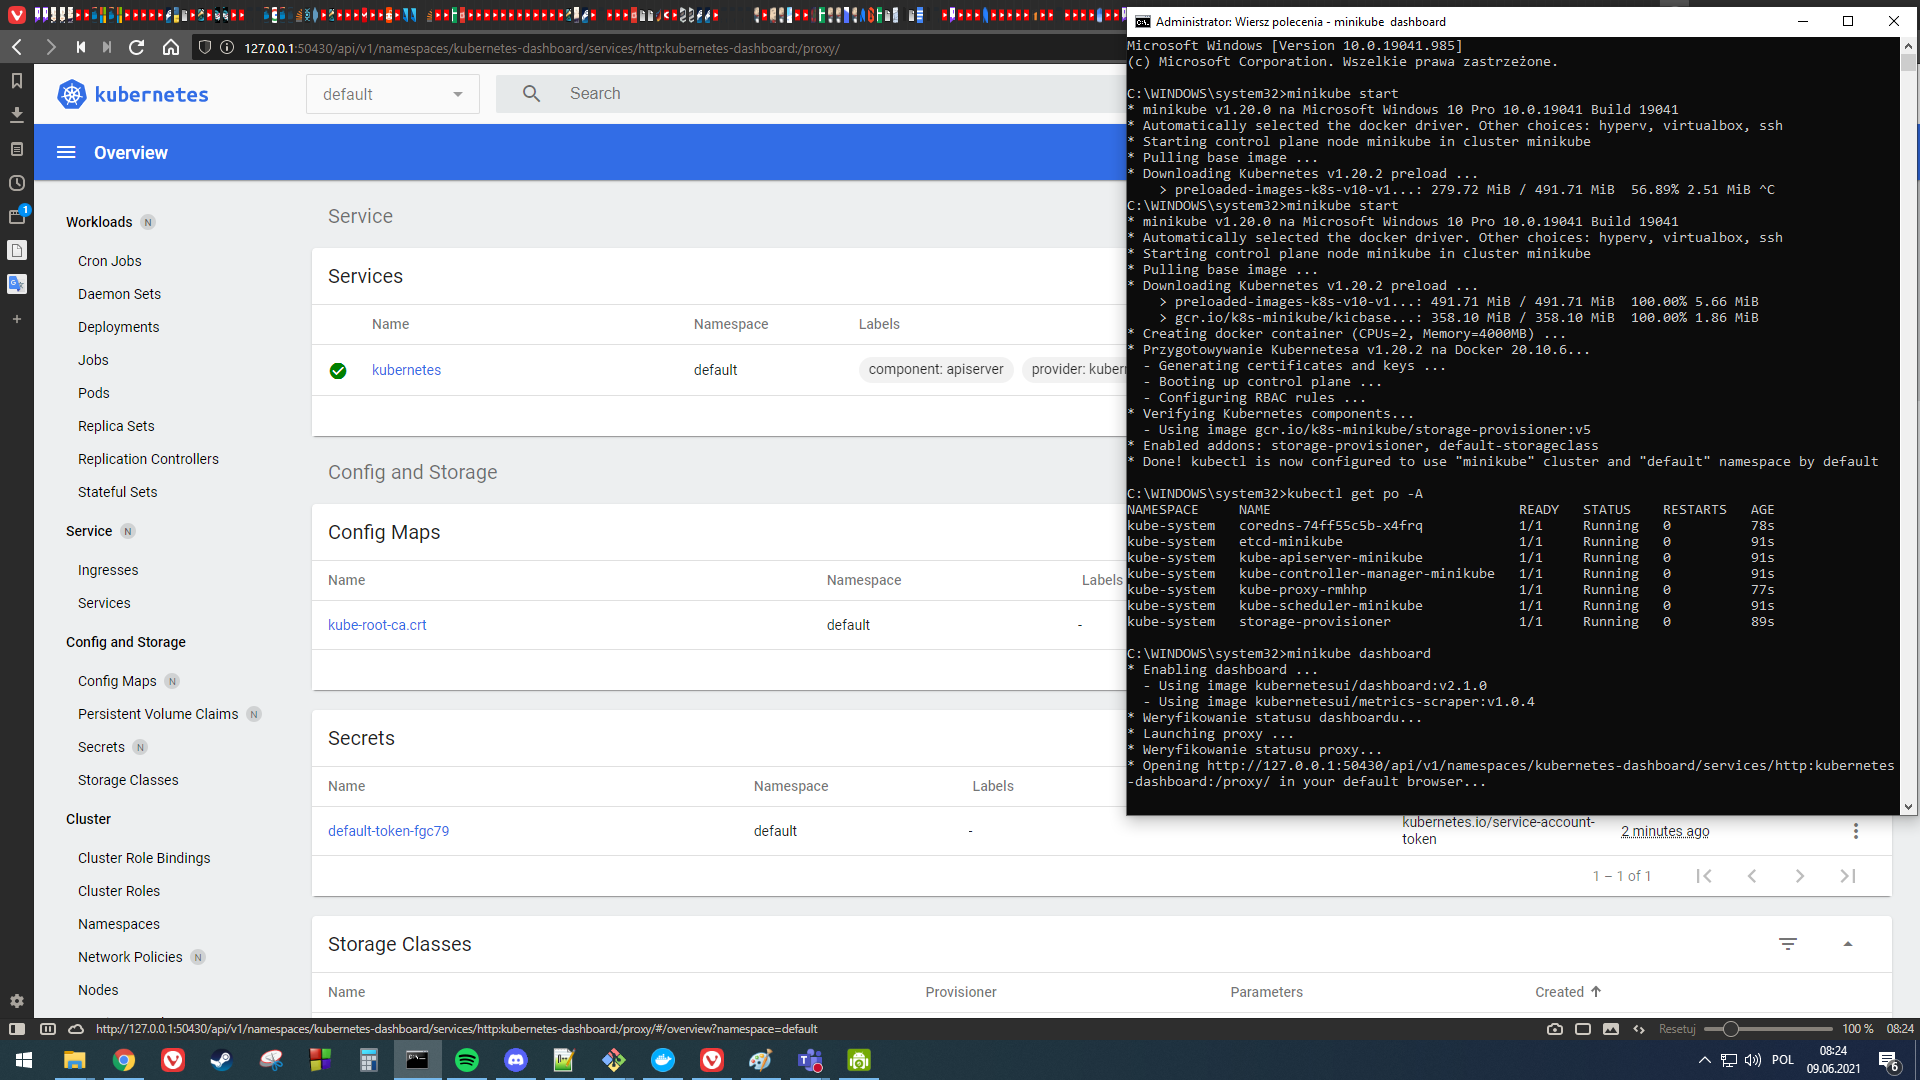 127.0.0.1:50430/api/v1/namespaces/kubernetes-dashboard/services/http:kubernetes-dashboard:/proxy/
kubernetes
default
Search
Overview
Workloads N
Cron Jobs
Daemon Sets
Deployments
Jobs
Pods
Replica Sets
Replication Controllers
Stateful Sets
Service N
Ingresses
Services
Config and Storage
Config Maps N
Persistent Volume Claims N
Secrets N
Storage Classes
Cluster
Cluster Role Bindings
Cluster Roles
Namespaces
Network Policies N
Nodes
1
Service
Services
Name Namespace Labels
kubernetes default component: apiserver provider: kubern
Config and Storage
Config Maps
Name Namespace Labels
kube-root-ca.crt default -
Secrets
Name Namespace Labels
default-token-fgc79 default - kubernetes.io/service-account-token 2 minutes ago
1 – 1 of 1
Storage Classes
Name Provisioner Parameters Created
Administrator: Wiersz polecenia - minikube dashboard
Microsoft Windows [Version 10.0.19041.985]
(c) Microsoft Corporation. Wszelkie prawa zastrzeżone.
C:\WINDOWS\system32>minikube start
* minikube v1.20.0 na Microsoft Windows 10 Pro 10.0.19041 Build 19041
* Automatically selected the docker driver. Other choices: hyperv, virtualbox, ssh
* Starting control plane node minikube in cluster minikube
* Pulling base image ...
* Downloading Kubernetes v1.20.2 preload ...
> preloaded-images-k8s-v10-v1...: 279.72 MiB / 491.71 MiB 56.89% 2.51 MiB ^C
C:\WINDOWS\system32>minikube start
* minikube v1.20.0 na Microsoft Windows 10 Pro 10.0.19041 Build 19041
* Automatically selected the docker driver. Other choices: hyperv, virtualbox, ssh
* Starting control plane node minikube in cluster minikube
* Pulling base image ...
* Downloading Kubernetes v1.20.2 preload ...
> preloaded-images-k8s-v10-v1...: 491.71 MiB / 491.71 MiB 100.00% 5.66 MiB
> gcr.io/k8s-minikube/kicbase...: 358.10 MiB / 358.10 MiB 100.00% 1.86 MiB
* Creating docker container (CPUs=2, Memory=4000MB) ...
* Przygotowywanie Kubernetesa v1.20.2 na Docker 20.10.6...
- Generating certificates and keys ...
- Booting up control plane ...
- Configuring RBAC rules ...
* Verifying Kubernetes components...
- Using image gcr.io/k8s-minikube/storage-provisioner:v5
* Enabled addons: storage-provisioner, default-storageclass
* Done! kubectl is now configured to use "minikube" cluster and "default" namespace by default
C:\WINDOWS\system32>kubectl get po -A
NAMESPACE NAME READY STATUS RESTARTS AGE
kube-system coredns-74ff55c5b-x4frq 1/1 Running 0 78s
kube-system etcd-minikube 1/1 Running 0 91s
kube-system kube-apiserver-minikube 1/1 Running 0 91s
kube-system kube-controller-manager-minikube 1/1 Running 0 91s
kube-system kube-proxy-rmhhp 1/1 Running 0 77s
kube-system kube-scheduler-minikube 1/1 Running 0 91s
kube-system storage-provisioner 1/1 Running 0 89s
C:\WINDOWS\system32>minikube dashboard
* Enabling dashboard ...
- Using image kubernetesui/dashboard:v2.1.0
- Using image kubernetesui/metrics-scraper:v1.0.4
* Weryfikowanie statusu dashboardu...
* Launching proxy ...
* Weryfikowanie statusu proxy...
* Opening http://127.0.0.1:50430/api/v1/namespaces/kubernetes-dashboard/services/http:kubernetes
-dashboard:/proxy/ in your default browser...
http://127.0.0.1:50430/api/v1/namespaces/kubernetes-dashboard/services/http:kubernetes-dashboard:/proxy/#/overview?namespace=default
Resetuj 100 % 08:24
POL
08:24
09.06.2021
6